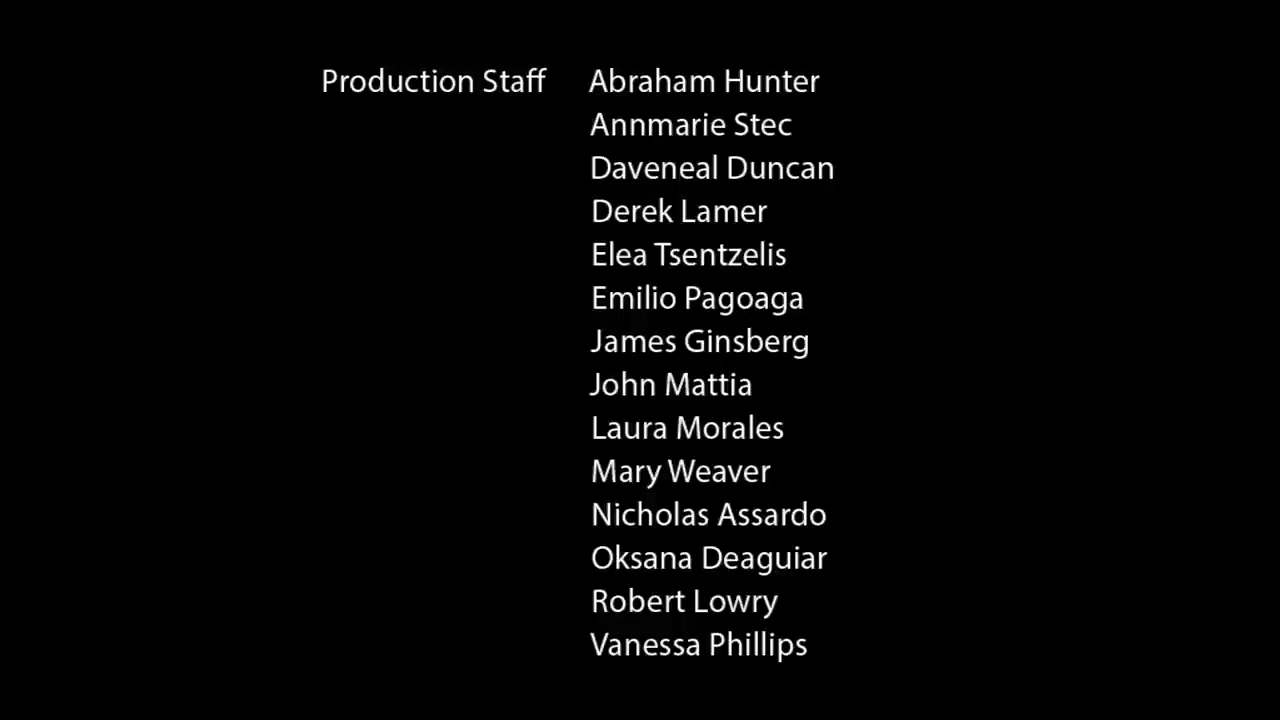 Production Staff Abraham Hunter
Annmarie Stec
Daveneal Duncan
Derek Lamer
Elea Tsentzelis
Emilio Pagoaga
James Ginsberg
John Mattia
Laura Morales
Mary Weaver
Nicholas Assardo
Oksana Deaguiar
Robert Lowry
Vanessa Phillips